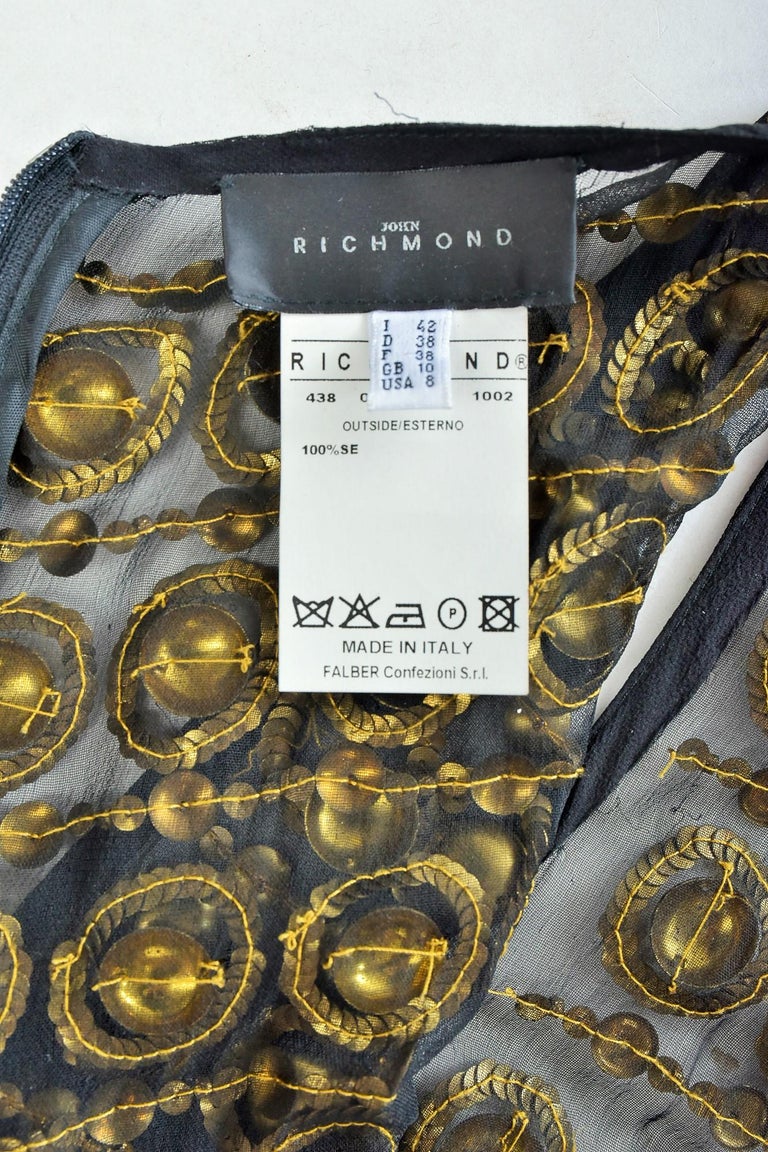 JOHN
RICHMOND
I 42
D 38
F 38
GB 10
USA 8
RIC ND®
438 1002
OUTSIDE/ESTERNO
100%SE
P
MADE IN ITALY
FALBER Confezioni S.r.l.